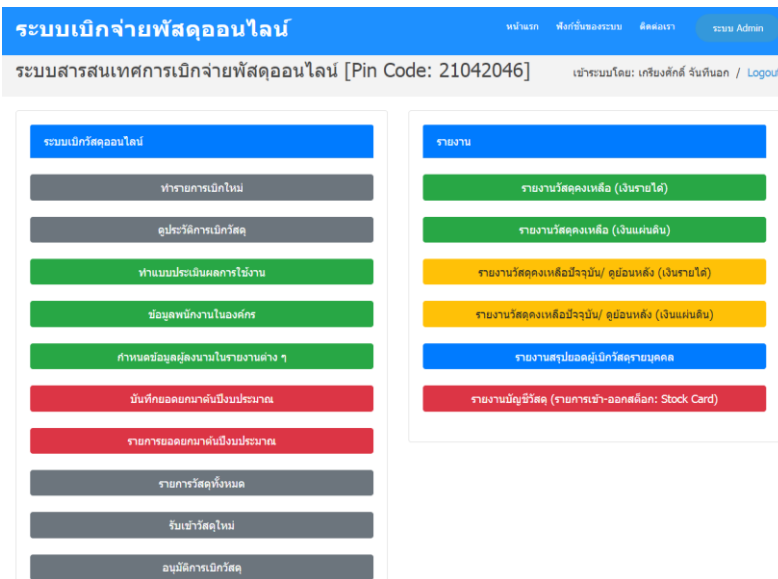 ระบบเบิกจ่ายพัสดุออนไลน์
หน้าแรก ฟังก์ชั่นของระบบ ติดต่อเรา ระบบ Admin
ระบบสารสนเทศการเบิกจ่ายพัสดุออนไลน์ [Pin Code: 21042046]
เข้าระบบโดย: เกรียงศักดิ์ จันทีนอก / Logout
ระบบเบิกวัสดุออนไลน์
ทำรายการเบิกใหม่
ดูประวัติการเบิกวัสดุ
ทำแบบประเมินผลการใช้งาน
ข้อมูลพนักงานในองค์กร
กำหนดข้อมูลผู้ลงนามในรายงานต่าง ๆ
บันทึกยอดยกมาต้นปีงบประมาณ
รายการยอดยกมาต้นปีงบประมาณ
รายการวัสดุทั้งหมด
รับเข้าวัสดุใหม่
อนุมัติการเบิกวัสดุ
รายงาน
รายงานวัสดุคงเหลือ (เงินรายได้)
รายงานวัสดุคงเหลือ (เงินแผ่นดิน)
รายงานวัสดุคงเหลือปัจจุบัน/ ดูย้อนหลัง (เงินรายได้)
รายงานวัสดุคงเหลือปัจจุบัน/ ดูย้อนหลัง (เงินแผ่นดิน)
รายงานสรุปยอดผู้เบิกวัสดุรายบุคคล
รายงานบัญชีวัสดุ (รายการเข้า-ออกสต็อก: Stock Card)